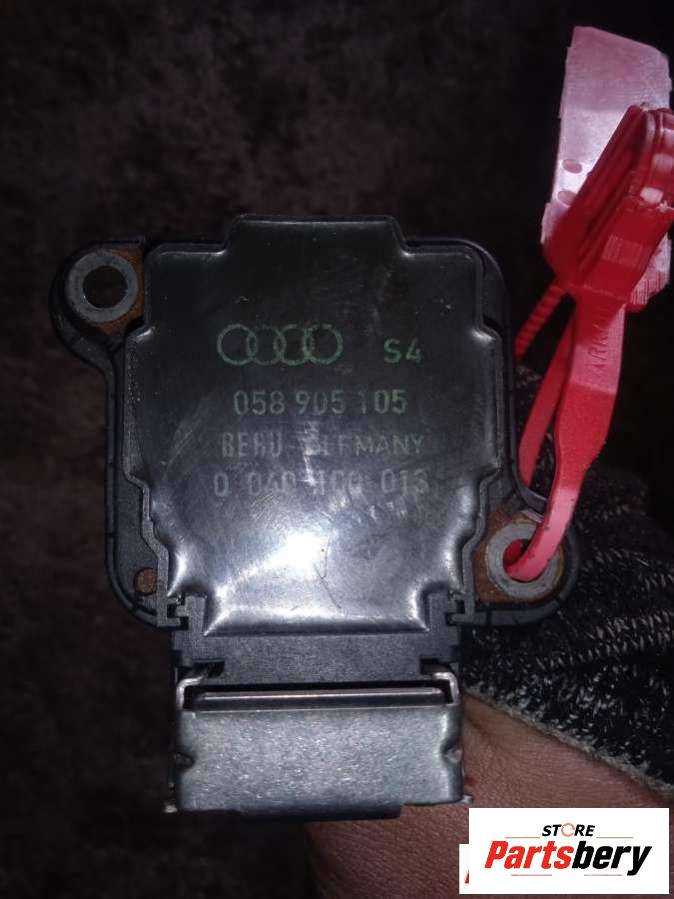 S4
058 905 105
BERU GERMANY
0 040 100 013
STORE
Partsbery